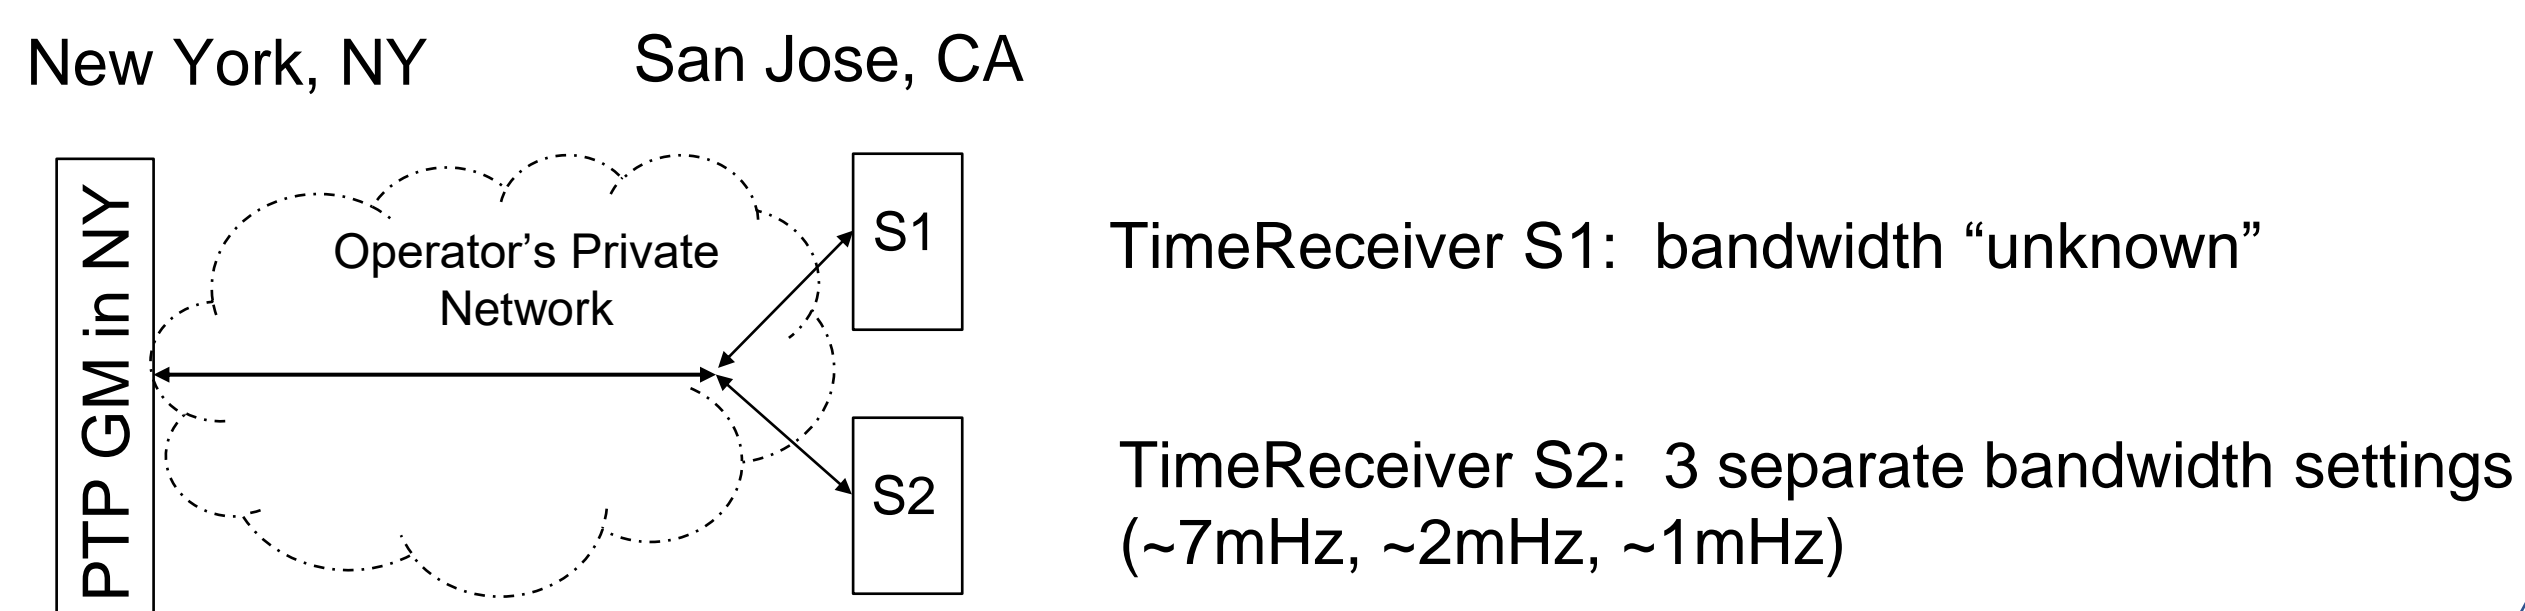 New York, NY
San Jose, CA
PTP GM in NY
Operator’s Private
Network
S1
TimeReceiver S1:  bandwidth “unknown”
S2
TimeReceiver S2:  3 separate bandwidth settings
(~7mHz, ~2mHz, ~1mHz)